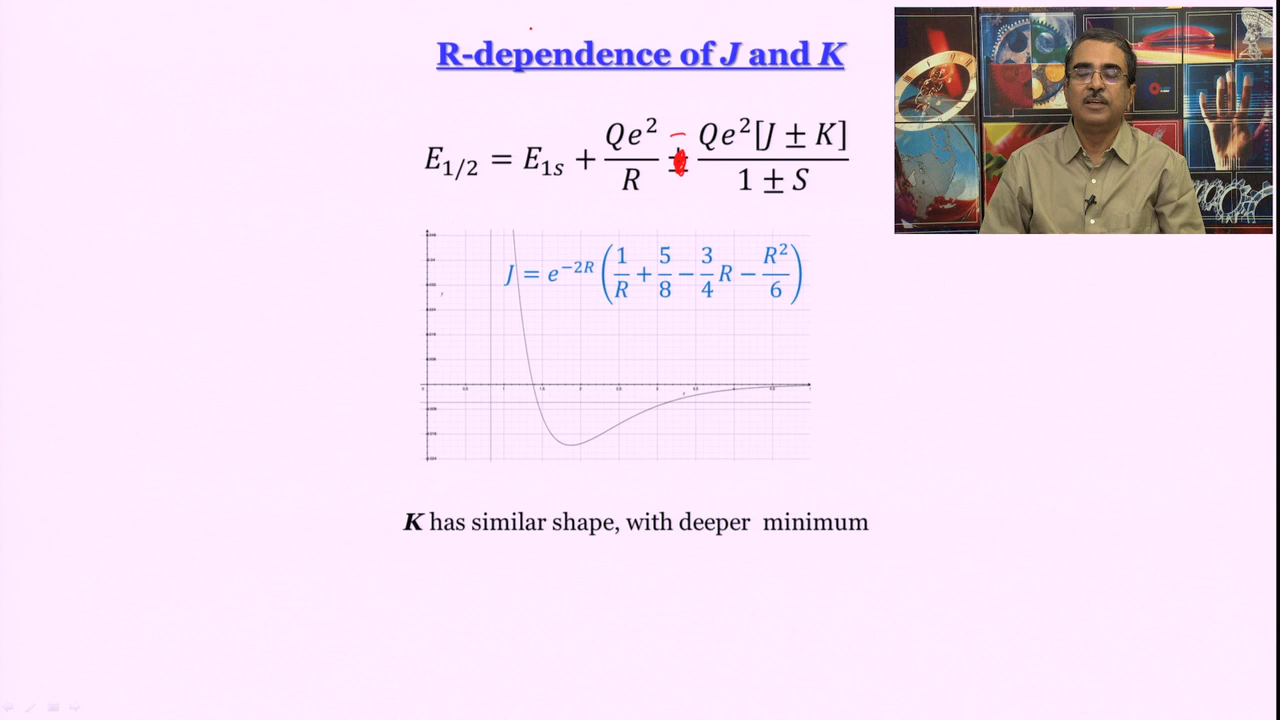 R-dependence of J and K
E₁/₂ = E₁ₛ + Qe²/R − Qe²[J ± K]/(1 ± S)
J = e⁻²ᴿ (1/R + 5/8 − 3/4 R − R²/6)
K has similar shape, with deeper minimum